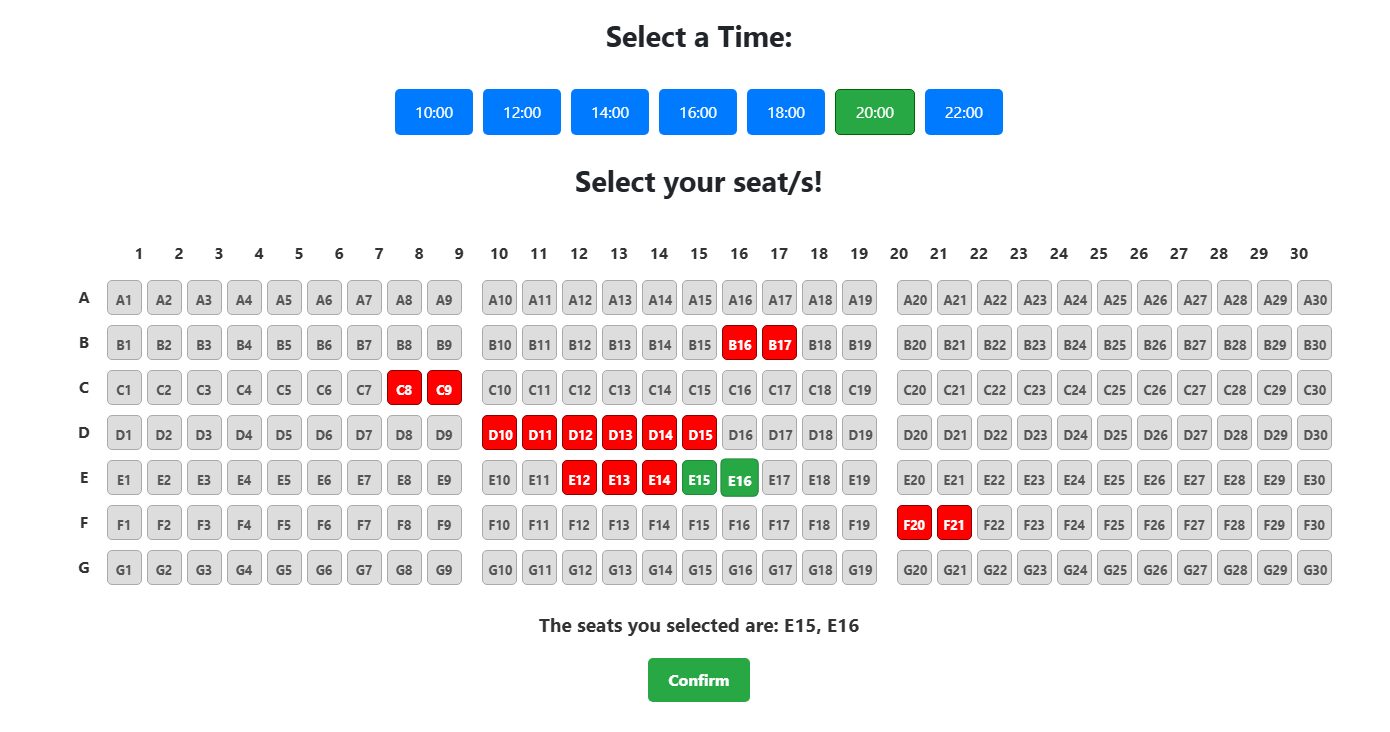 Select a Time:
10:00 12:00 14:00 16:00 18:00 20:00 22:00
Select your seat/s!
1 2 3 4 5 6 7 8 9 10 11 12 13 14 15 16 17 18 19 20 21 22 23 24 25 26 27 28 29 30
A A1 A2 A3 A4 A5 A6 A7 A8 A9 A10 A11 A12 A13 A14 A15 A16 A17 A18 A19 A20 A21 A22 A23 A24 A25 A26 A27 A28 A29 A30
B B1 B2 B3 B4 B5 B6 B7 B8 B9 B10 B11 B12 B13 B14 B15 B16 B17 B18 B19 B20 B21 B22 B23 B24 B25 B26 B27 B28 B29 B30
C C1 C2 C3 C4 C5 C6 C7 C8 C9 C10 C11 C12 C13 C14 C15 C16 C17 C18 C19 C20 C21 C22 C23 C24 C25 C26 C27 C28 C29 C30
D D1 D2 D3 D4 D5 D6 D7 D8 D9 D10 D11 D12 D13 D14 D15 D16 D17 D18 D19 D20 D21 D22 D23 D24 D25 D26 D27 D28 D29 D30
E E1 E2 E3 E4 E5 E6 E7 E8 E9 E10 E11 E12 E13 E14 E15 E16 E17 E18 E19 E20 E21 E22 E23 E24 E25 E26 E27 E28 E29 E30
F F1 F2 F3 F4 F5 F6 F7 F8 F9 F10 F11 F12 F13 F14 F15 F16 F17 F18 F19 F20 F21 F22 F23 F24 F25 F26 F27 F28 F29 F30
G G1 G2 G3 G4 G5 G6 G7 G8 G9 G10 G11 G12 G13 G14 G15 G16 G17 G18 G19 G20 G21 G22 G23 G24 G25 G26 G27 G28 G29 G30
The seats you selected are: E15, E16
Confirm